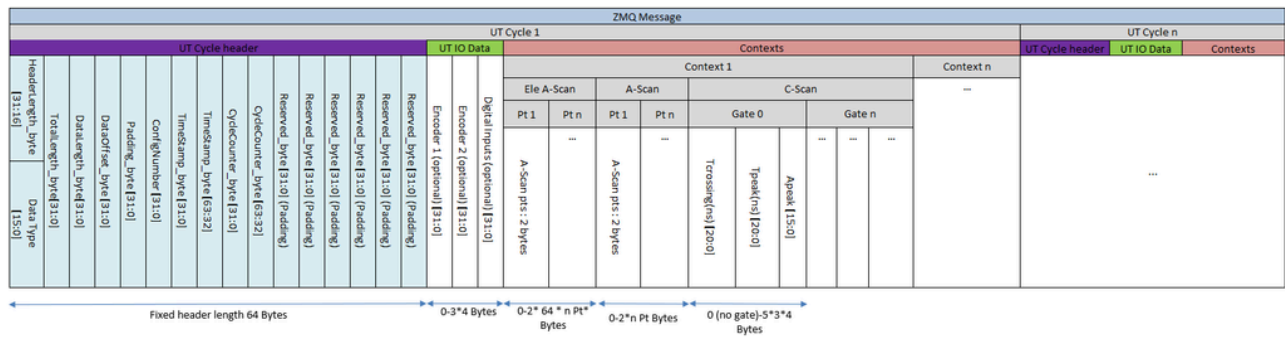 ZMQ Message
UT Cycle 1
UT Cycle n
UT Cycle header
UT IO Data
Contexts
UT Cycle header
UT IO Data
Contexts
HeaderLength_byte [31:16]
Data Type [15:0]
TotalLength_byte[31:0]
DataLength_byte[31:0]
DataOffset_byte [31:0]
Padding_byte [31:0]
ConfigNumber [31:0]
TimeStamp_byte [31:0]
TimeStamp_byte [63:32]
CycleCounter_byte [31:0]
CycleCounter_byte [63:32]
Reserved_byte [31:0] (Padding)
Reserved_byte [31:0] (Padding)
Reserved_byte [31:0] (Padding)
Reserved_byte [31:0] (Padding)
Reserved_byte [31:0] (Padding)
Reserved_byte [31:0] (Padding)
Encoder 1 (optional) [31:0]
Encoder 2 (optional) [31:0]
Digital Inputs (optional) [31:0]
Context 1
Context n
...
Ele A-Scan
A-Scan
C-Scan
Pt 1
Pt n
Pt 1
Pt n
Gate 0
Gate n
A-Scan pts : 2 bytes
...
A-Scan pts : 2 bytes
...
Tcrossing(ns) [20:0]
Tpeak(ns) [20:0]
Apeak [15:0]
...
...
...
...
Fixed header length 64 Bytes
0-3*4 Bytes
0-2* 64 * n Pt*
Bytes
0-2*n Pt Bytes
0 (no gate)-5*3*4
Bytes